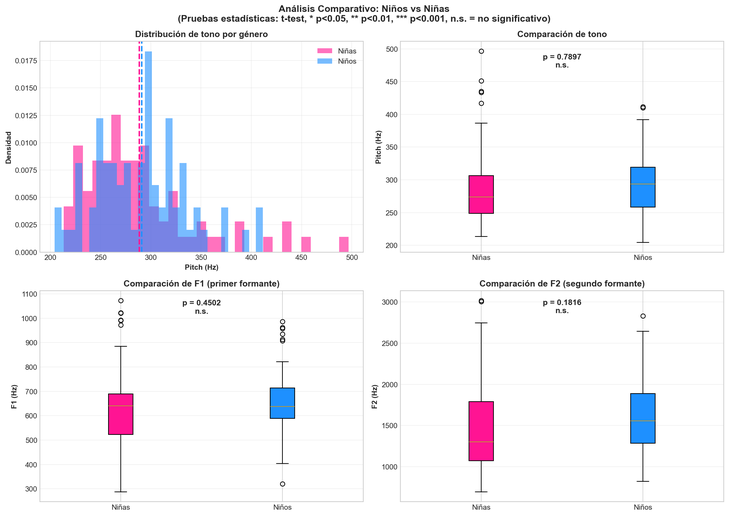 Análisis Comparativo: Niños vs Niñas
(Pruebas estadísticas: t-test, * p<0.05, ** p<0.01, *** p<0.001, n.s. = no significativo)
Distribución de tono por género
Niñas
Niños
0.0175
0.0150
0.0125
0.0100
0.0075
0.0050
0.0025
0.0000
Densidad
200 250 300 350 400 450 500
Pitch (Hz)
Comparación de tono
p = 0.7897
n.s.
500
450
400
350
300
250
200
Pitch (Hz)
Niñas Niños
Comparación de F1 (primer formante)
p = 0.4502
n.s.
1100
1000
900
800
700
600
500
400
300
F1 (Hz)
Niñas Niños
Comparación de F2 (segundo formante)
p = 0.1816
n.s.
3000
2500
2000
1500
1000
F2 (Hz)
Niñas Niños